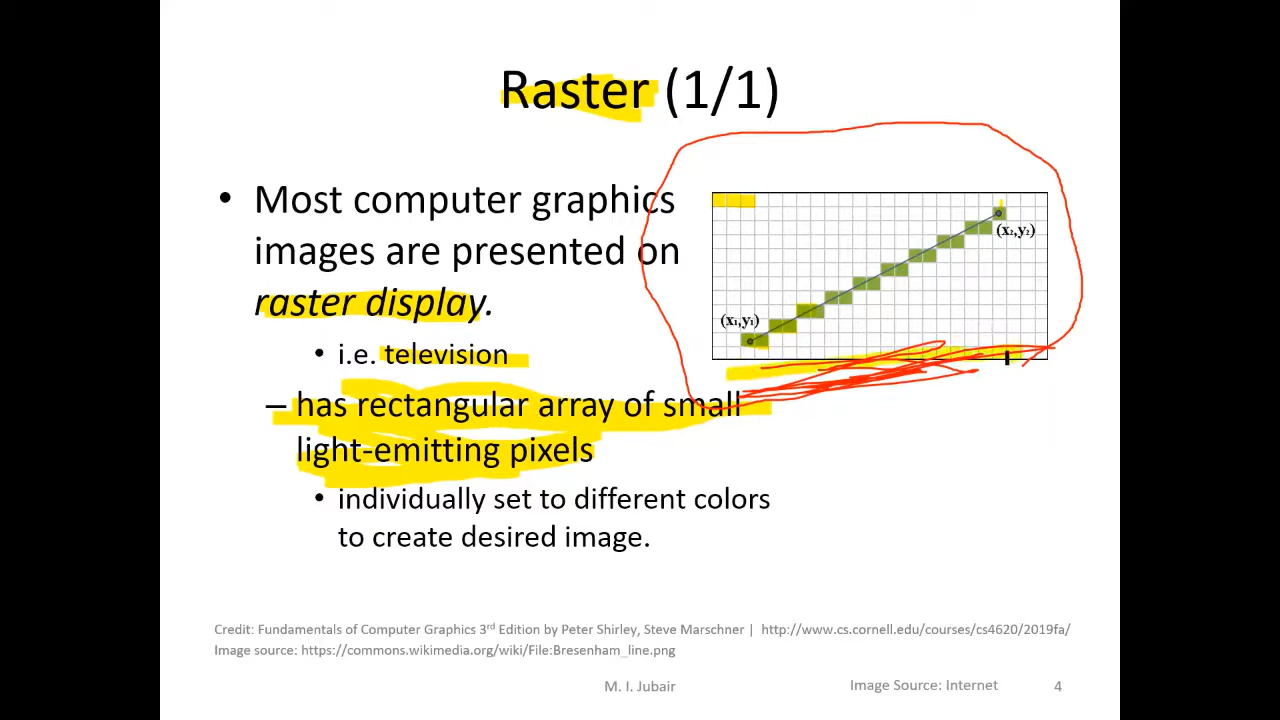 Raster (1/1)
• Most computer graphics
images are presented on
raster display.
• i.e. television
– has rectangular array of small
light-emitting pixels
• individually set to different colors
to create desired image.
(x₂,y₂)
(x₁,y₁)
Credit: Fundamentals of Computer Graphics 3rd Edition by Peter Shirley, Steve Marschner | http://www.cs.cornell.edu/courses/cs4620/2019fa/
Image source: https://commons.wikimedia.org/wiki/File:Bresenham_line.png
M. I. Jubair
Image Source: Internet
4